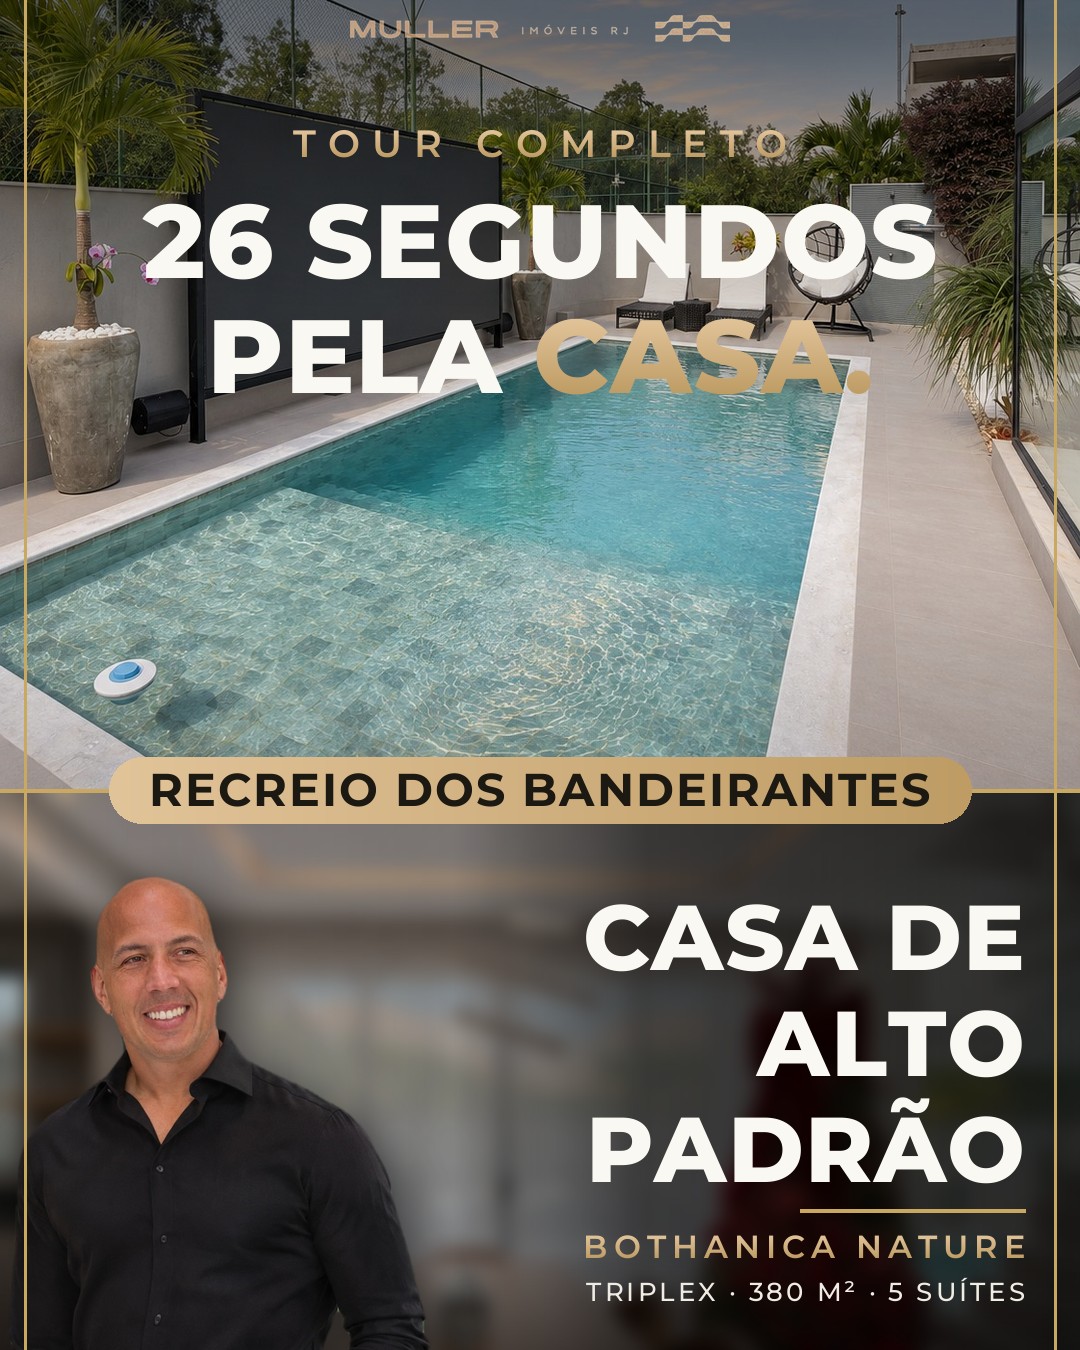 MULLER IMÓVEIS RJ
TOUR COMPLETO
26 SEGUNDOS
PELA CASA.
RECREIO DOS BANDEIRANTES
CASA DE
ALTO
PADRÃO
BOTHANICA NATURE
TRIPLEX · 380 M² · 5 SUÍTES